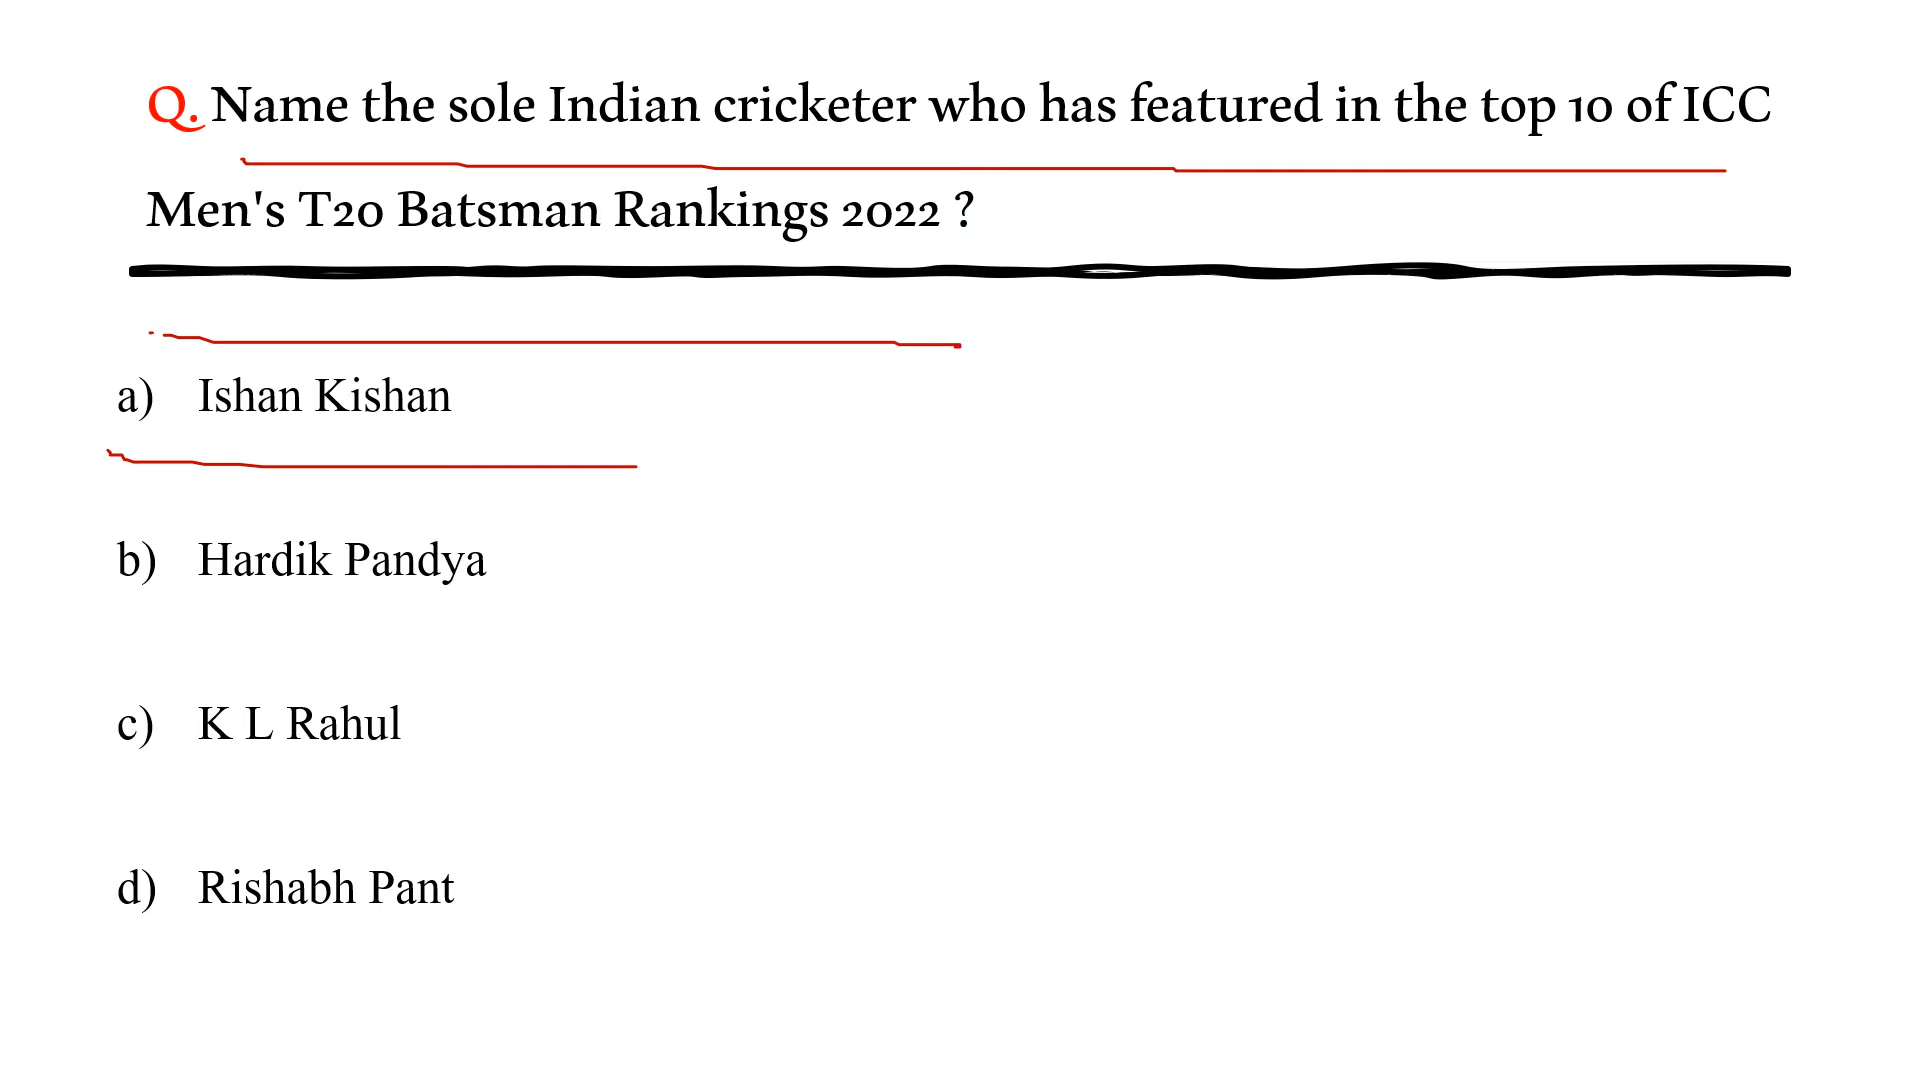 Q. Name the sole Indian cricketer who has featured in the top 10 of ICC
Men's T20 Batsman Rankings 2022 ?
a) Ishan Kishan
b) Hardik Pandya
c) K L Rahul
d) Rishabh Pant